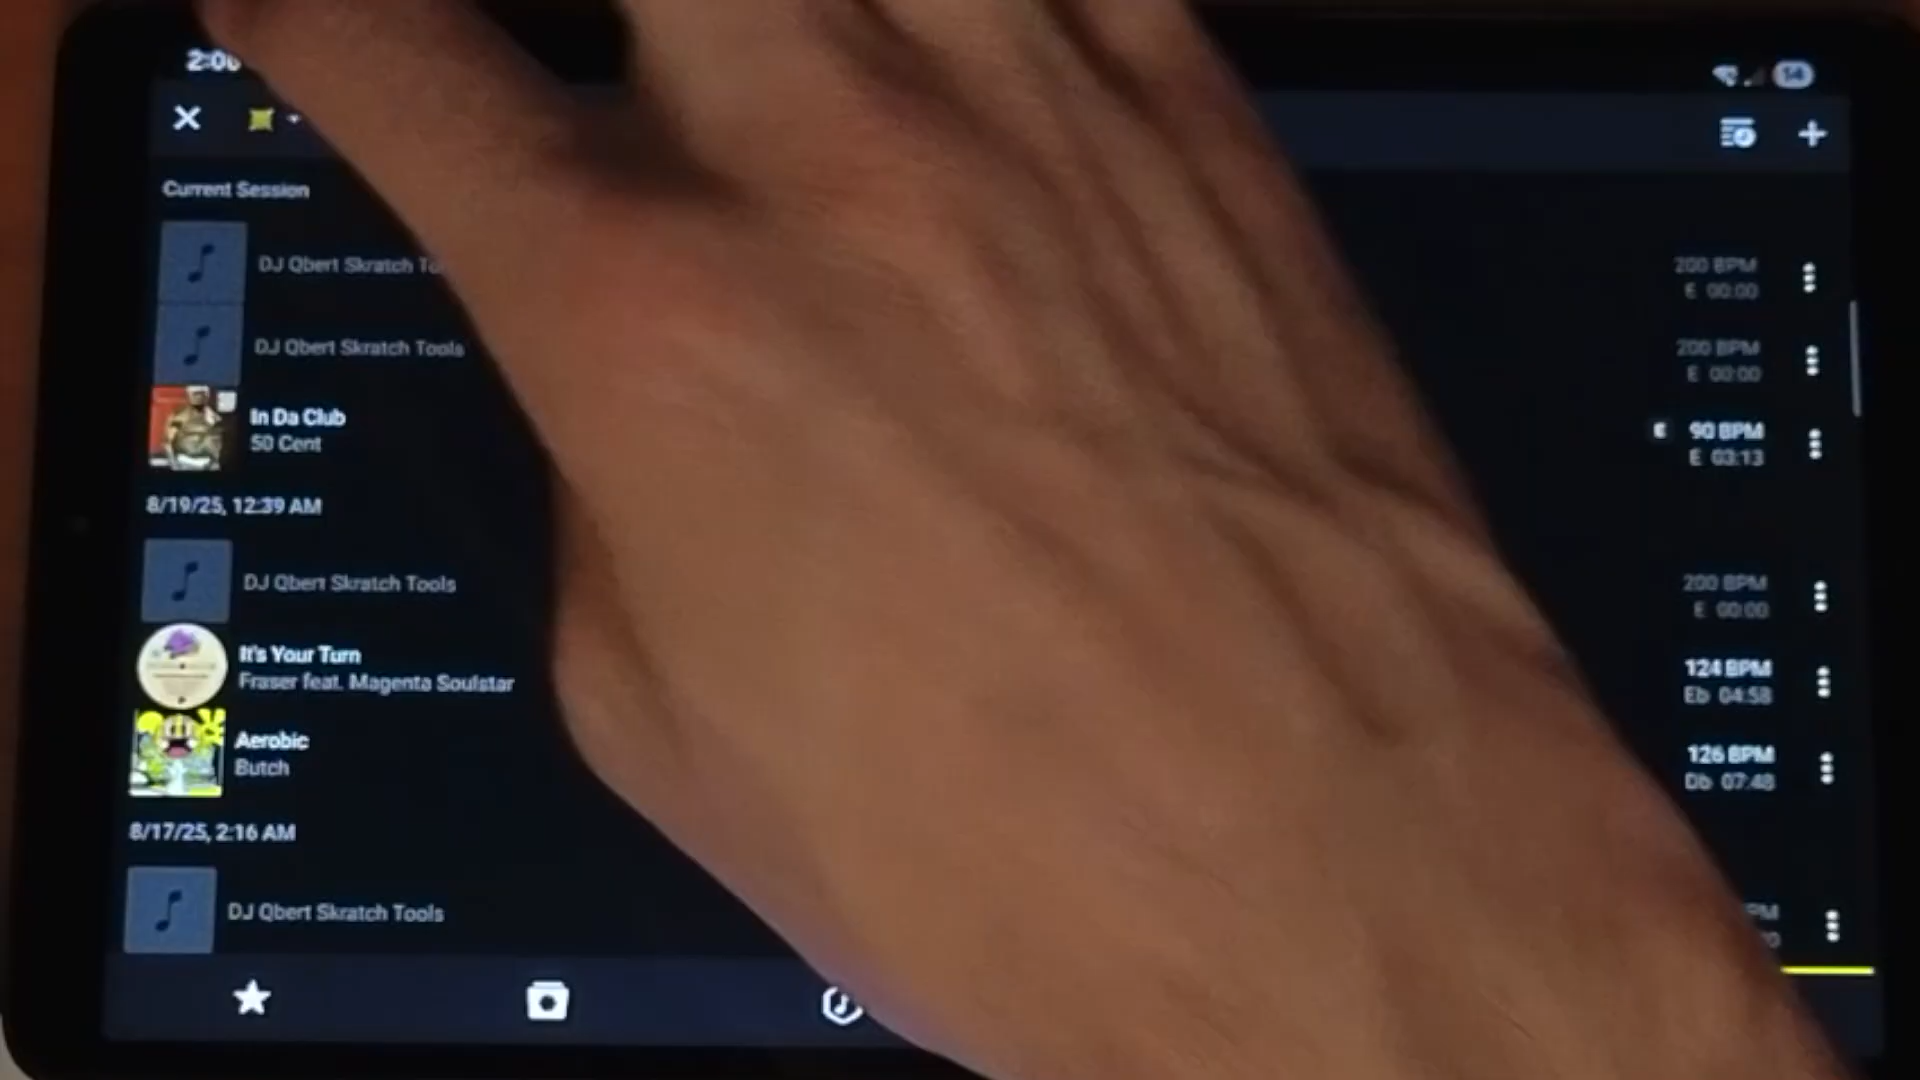 14
Current Session
DJ Qbert Skratch
200 BPM
E 00:00
DJ Qbert Skratch Tools
200 BPM
E 00:00
In Da Club
50 Cent
E 90 BPM
E 03:13
8/19/25, 12:39 AM
DJ Qbert Skratch Tools
200 BPM
E 00:00
It's Your Turn
Fraser feat. Magenta Soulstar
124 BPM
Eb 04:58
Aerobic
Butch
126 BPM
Db 07:48
8/17/25, 2:16 AM
DJ Qbert Skratch Tools